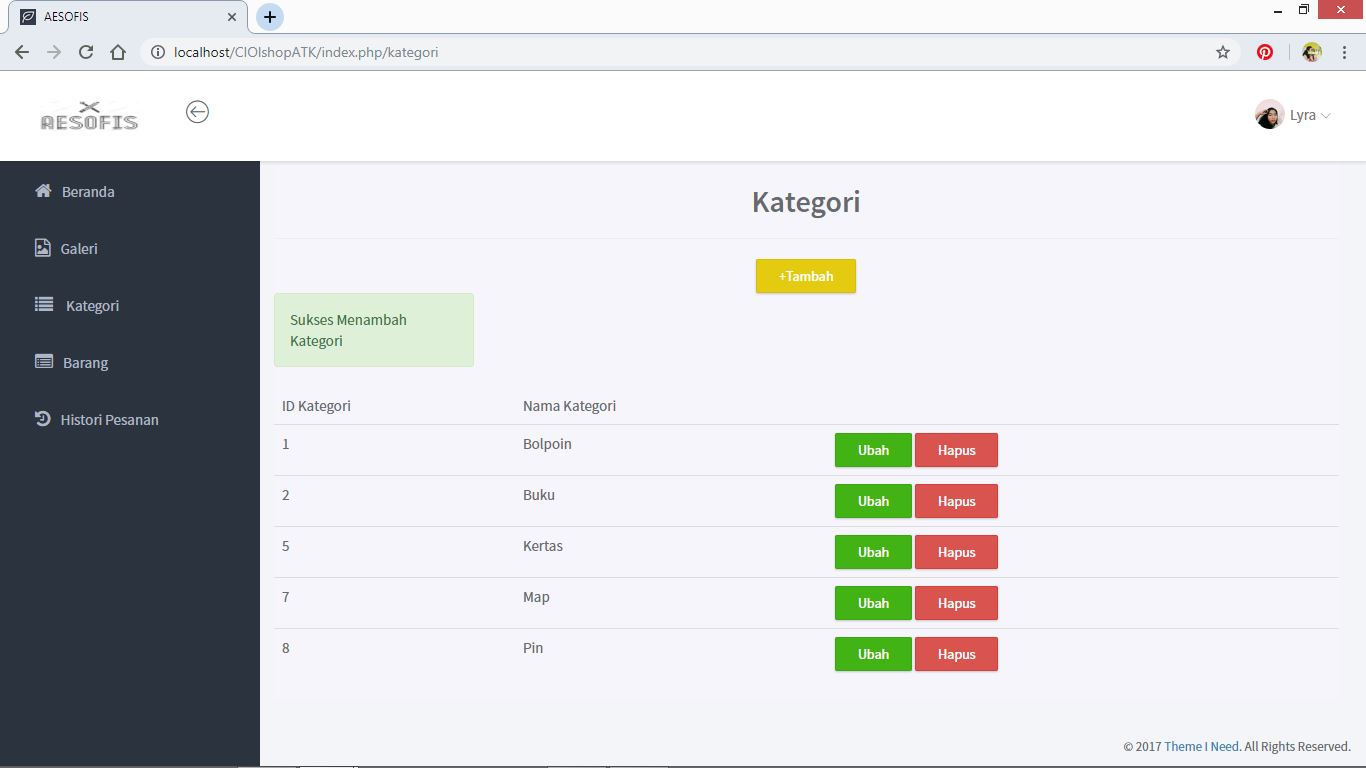 AESOFIS
localhost/CIOlshopATK/index.php/kategori
AESOFIS
Lyra
Beranda
Galeri
Kategori
Barang
Histori Pesanan
Kategori
+Tambah
Sukses Menambah
Kategori
ID Kategori Nama Kategori
1 Bolpoin Ubah Hapus
2 Buku Ubah Hapus
5 Kertas Ubah Hapus
7 Map Ubah Hapus
8 Pin Ubah Hapus
© 2017 Theme I Need. All Rights Reserved.